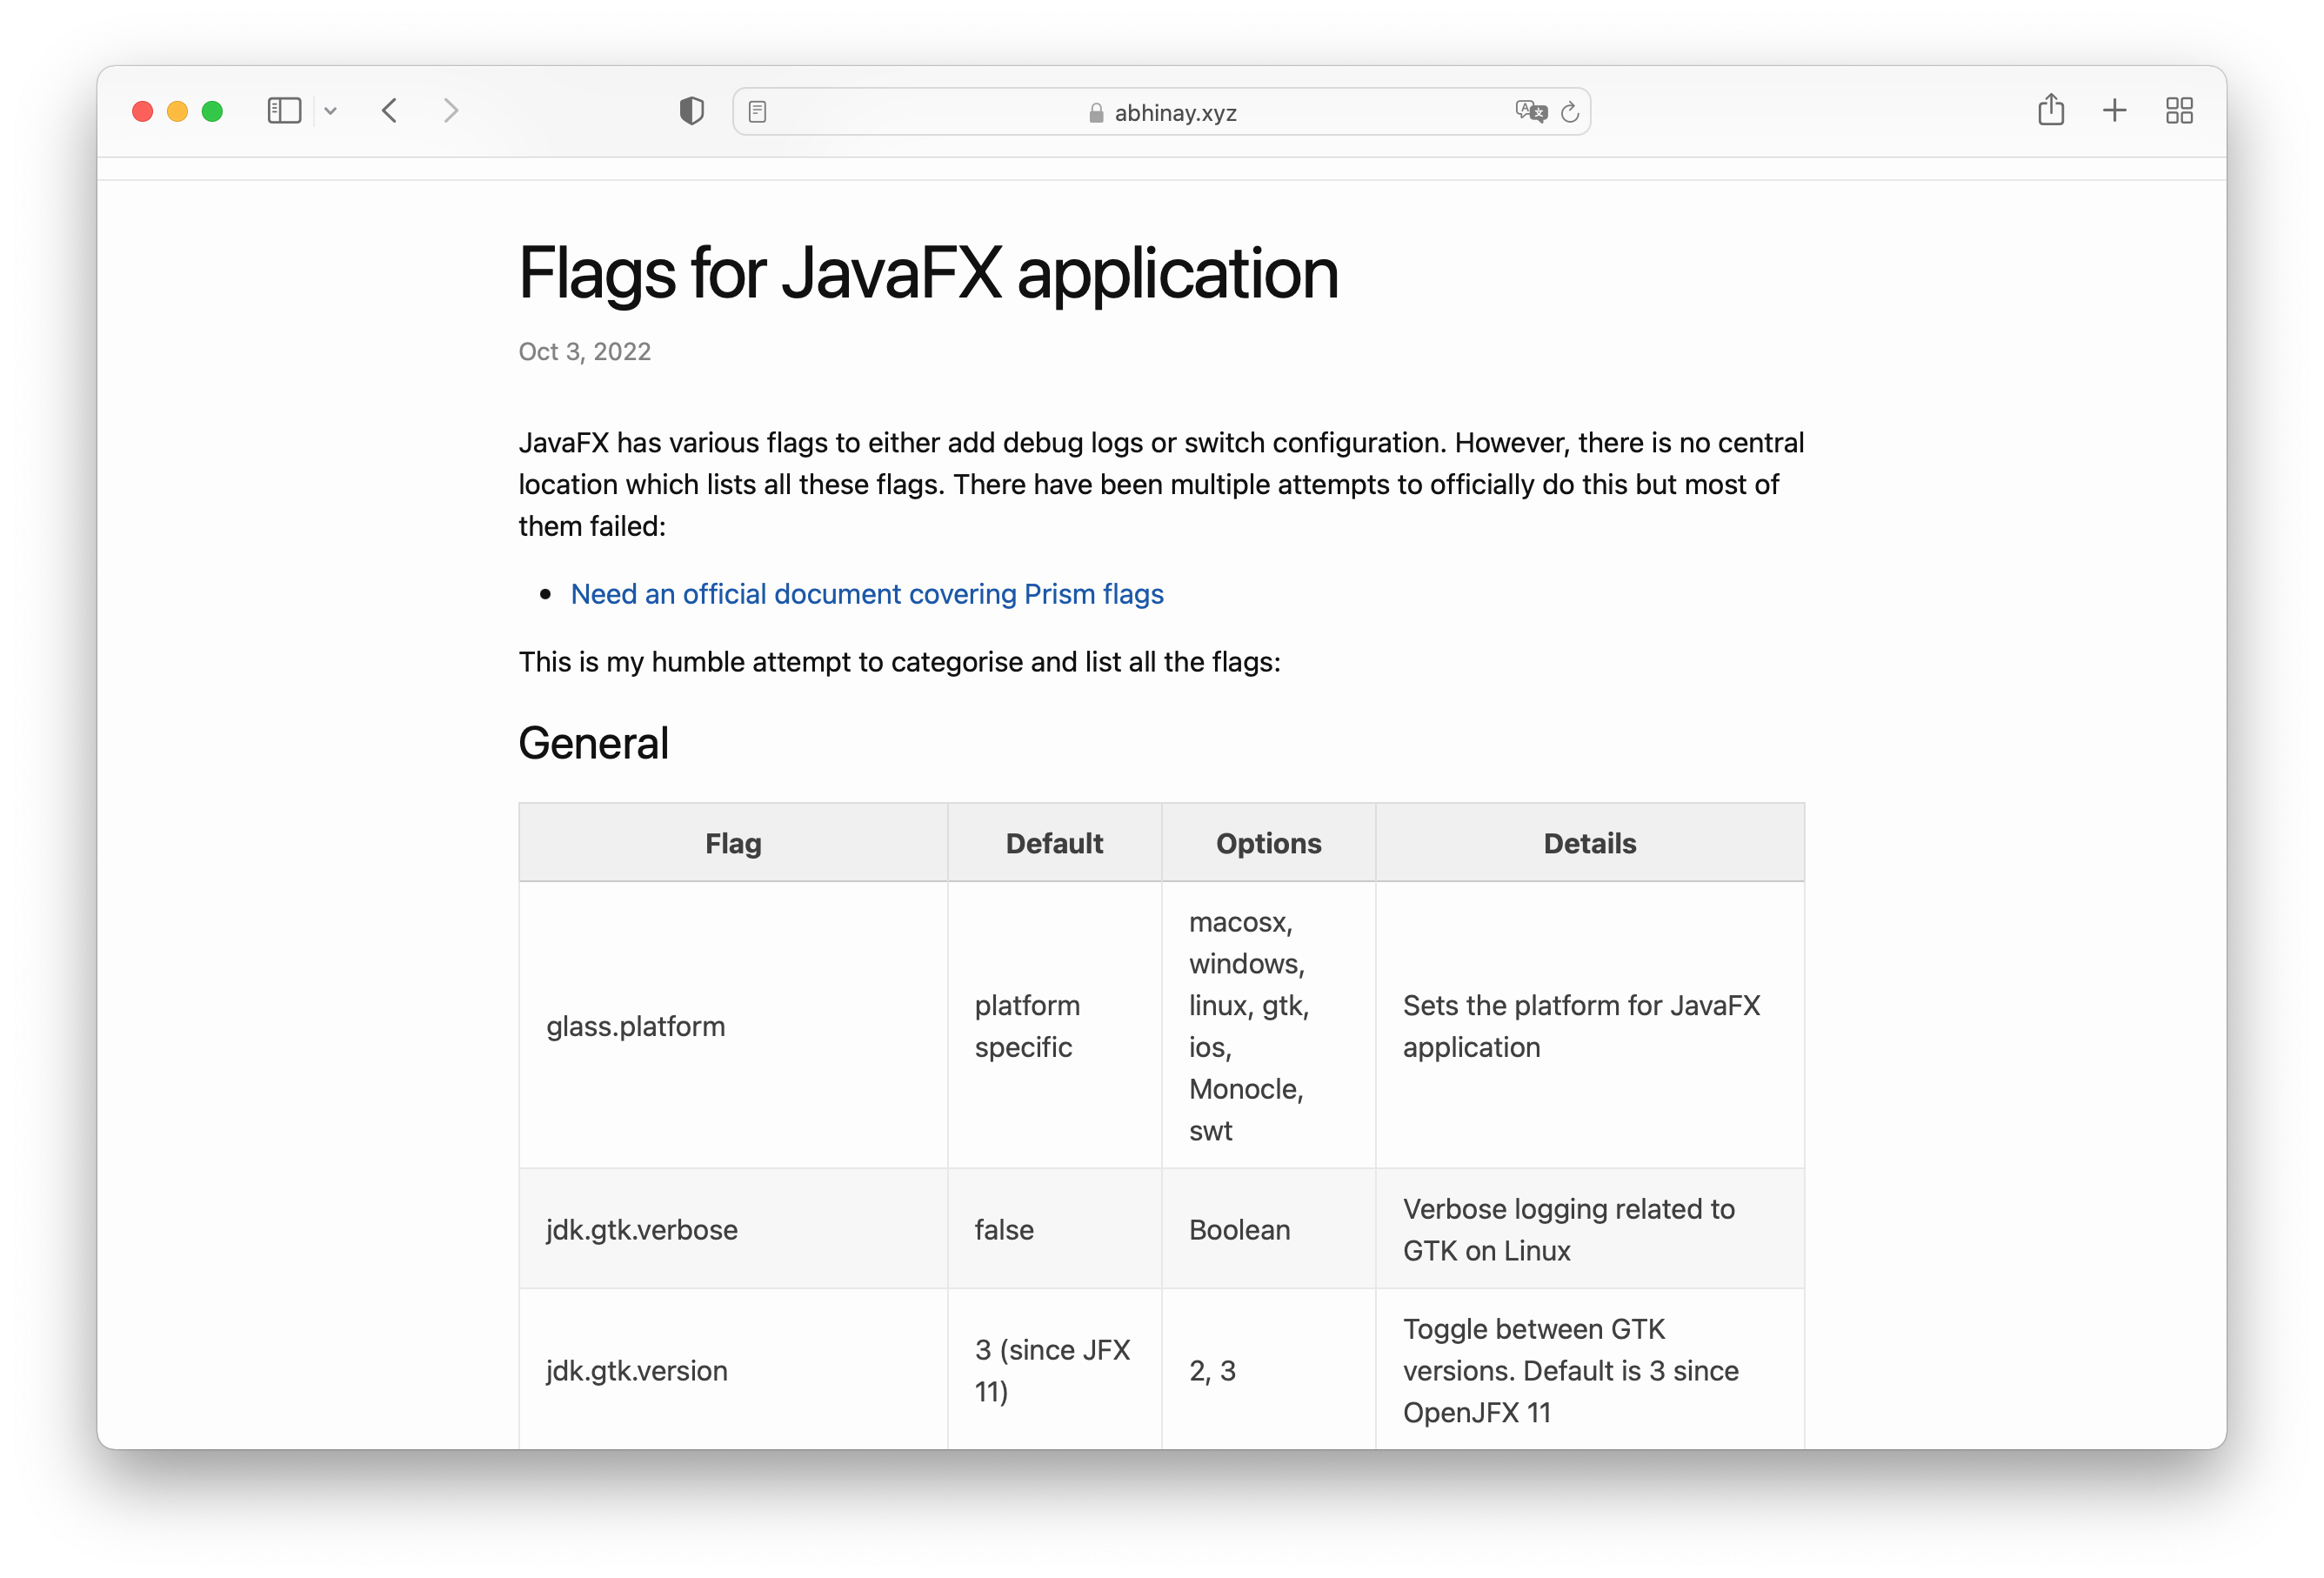 abhinay.xyz
Flags for JavaFX application
Oct 3, 2022
JavaFX has various flags to either add debug logs or switch configuration. However, there is no central
location which lists all these flags. There have been multiple attempts to officially do this but most of
them failed:
• Need an official document covering Prism flags
This is my humble attempt to categorise and list all the flags:
General
Flag Default Options Details
glass.platform
platform
specific
macosx,
windows,
linux, gtk,
ios,
Monocle,
swt
Sets the platform for JavaFX
application
jdk.gtk.verbose
false
Boolean
Verbose logging related to
GTK on Linux
jdk.gtk.version
3 (since JFX
11)
2, 3
Toggle between GTK
versions. Default is 3 since
OpenJFX 11